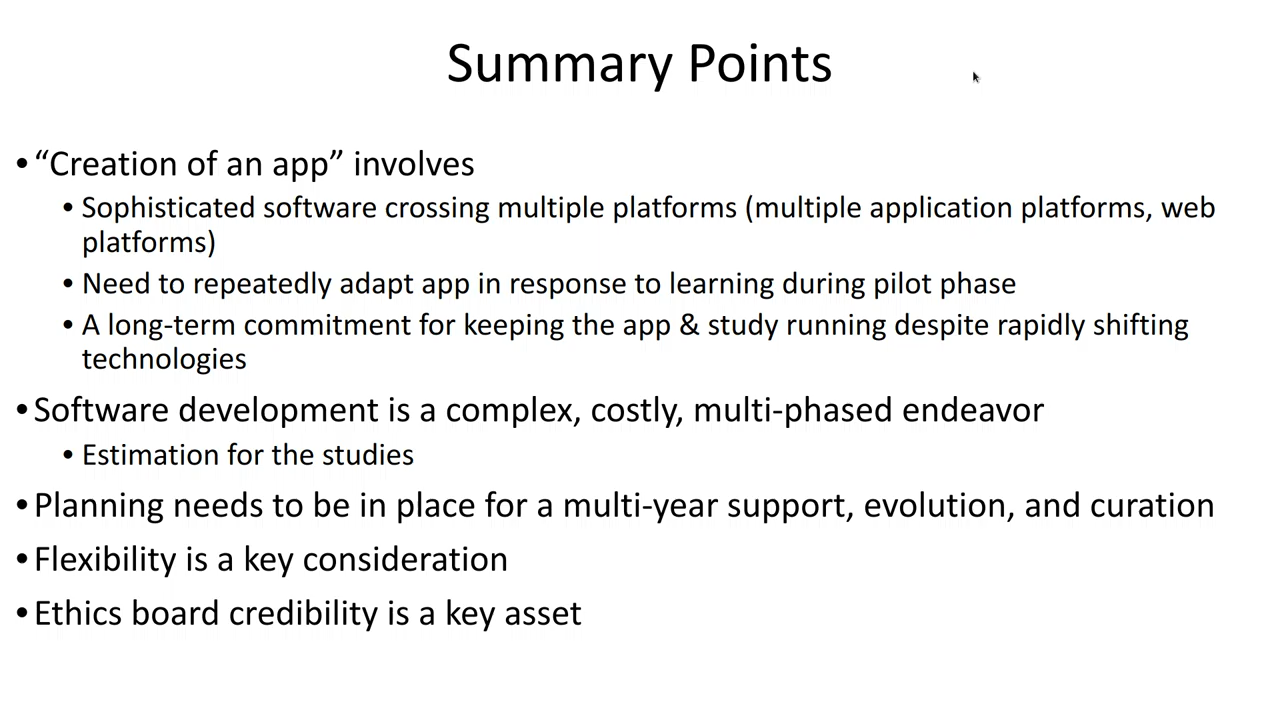 Summary Points
• “Creation of an app” involves
• Sophisticated software crossing multiple platforms (multiple application platforms, web
platforms)
• Need to repeatedly adapt app in response to learning during pilot phase
• A long-term commitment for keeping the app & study running despite rapidly shifting
technologies
• Software development is a complex, costly, multi-phased endeavor
• Estimation for the studies
• Planning needs to be in place for a multi-year support, evolution, and curation
• Flexibility is a key consideration
• Ethics board credibility is a key asset